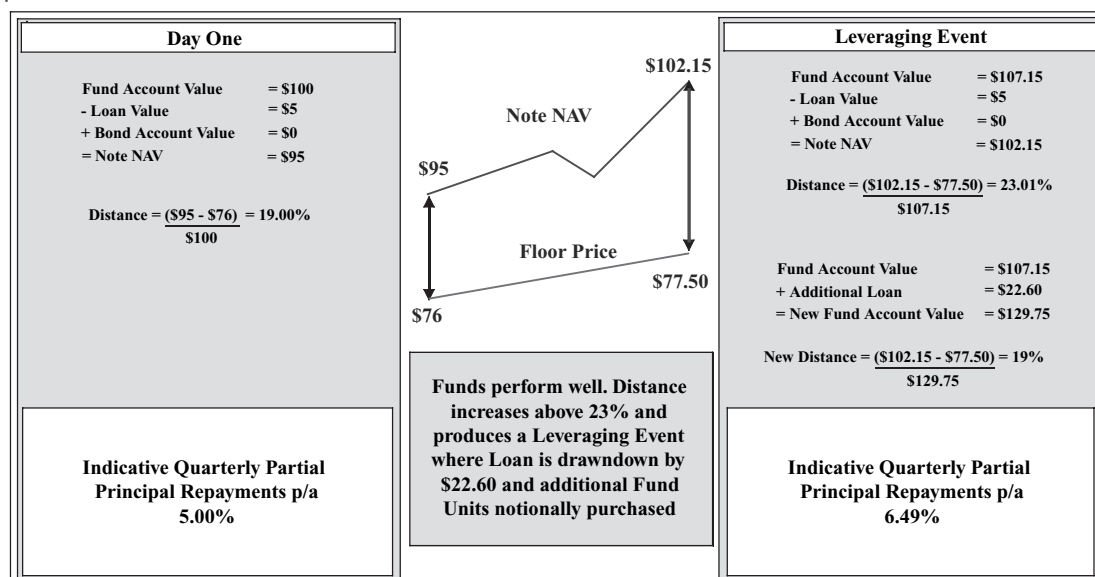 Day One
Fund Account Value = $100
- Loan Value = $5
+ Bond Account Value = $0
= Note NAV = $95
Distance = ($95 - $76) = 19.00%
$100
Indicative Quarterly Partial
Principal Repayments p/a
5.00%
$102.15
Note NAV
$95
Floor Price
$77.50
$76
Funds perform well. Distance
increases above 23% and
produces a Leveraging Event
where Loan is drawndown by
$22.60 and additional Fund
Units notionally purchased
Leveraging Event
Fund Account Value = $107.15
- Loan Value = $5
+ Bond Account Value = $0
= Note NAV = $102.15
Distance = ($102.15 - $77.50) = 23.01%
$107.15
Fund Account Value = $107.15
+ Additional Loan = $22.60
= New Fund Account Value = $129.75
New Distance = ($102.15 - $77.50) = 19%
$129.75
Indicative Quarterly Partial
Principal Repayments p/a
6.49%